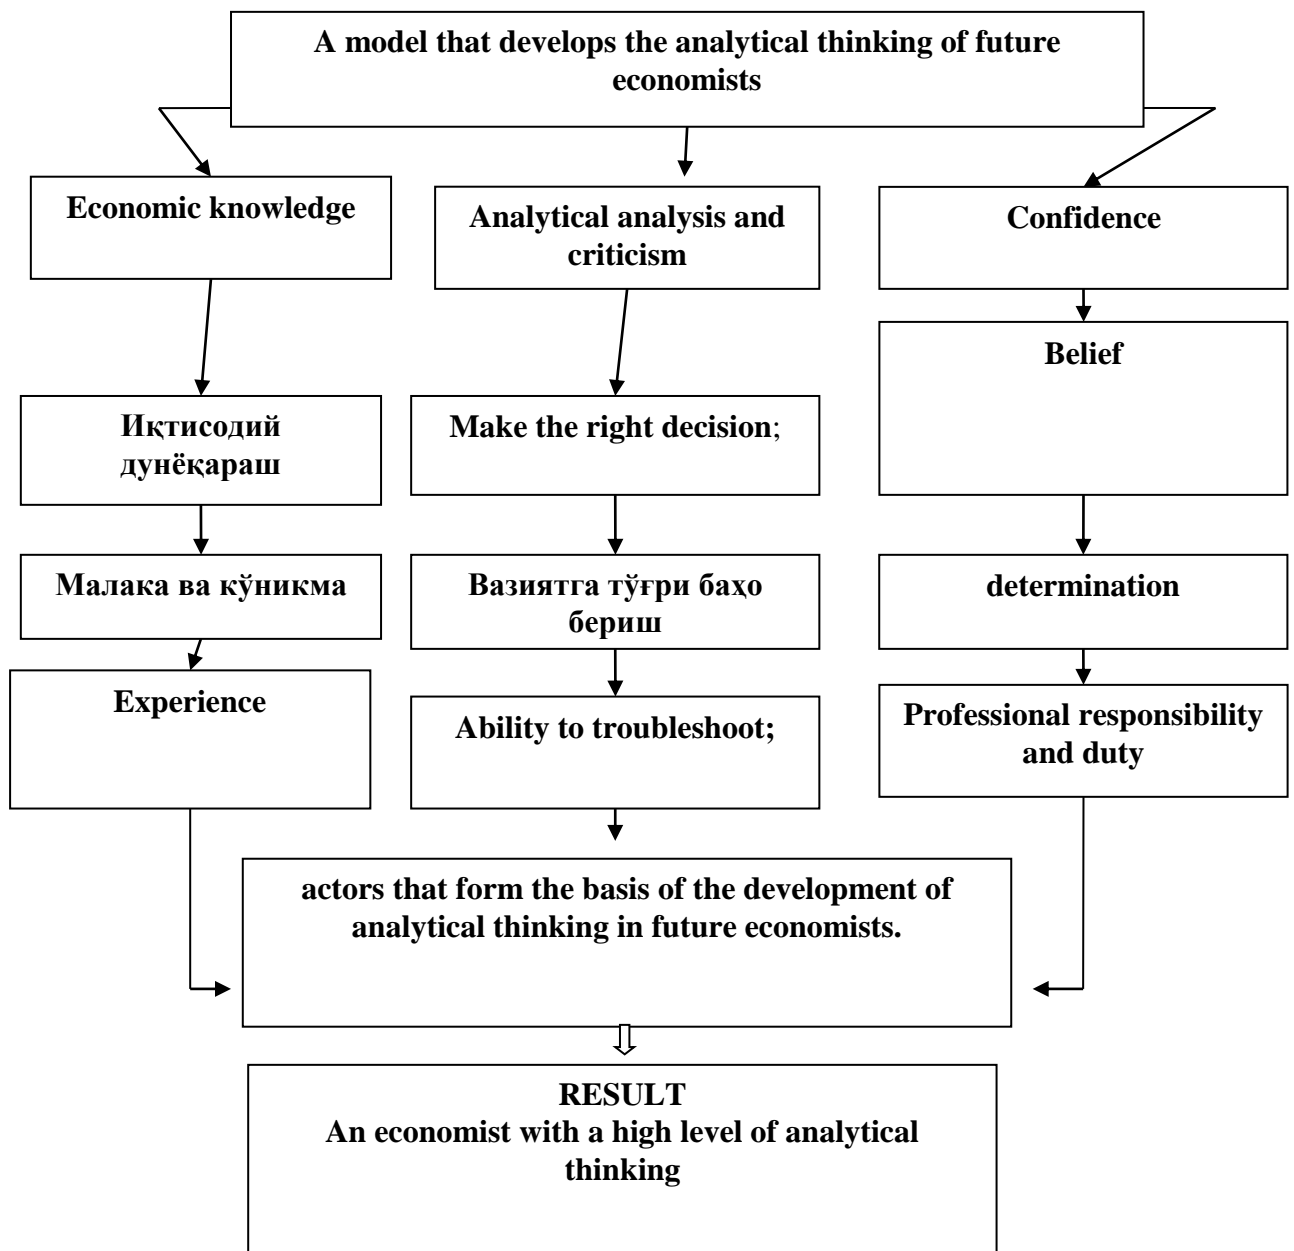 A model that develops the analytical thinking of future
economists
Economic knowledge
Analytical analysis and
criticism
Confidence
Belief
Иқтисодий
дунёқараш
Make the right decision;
Малака ва кўникма
Вазиятга тўғри баҳо
бериш
determination
Experience
Ability to troubleshoot;
Professional responsibility
and duty
actors that form the basis of the development of
analytical thinking in future economists.
RESULT
An economist with a high level of analytical
thinking